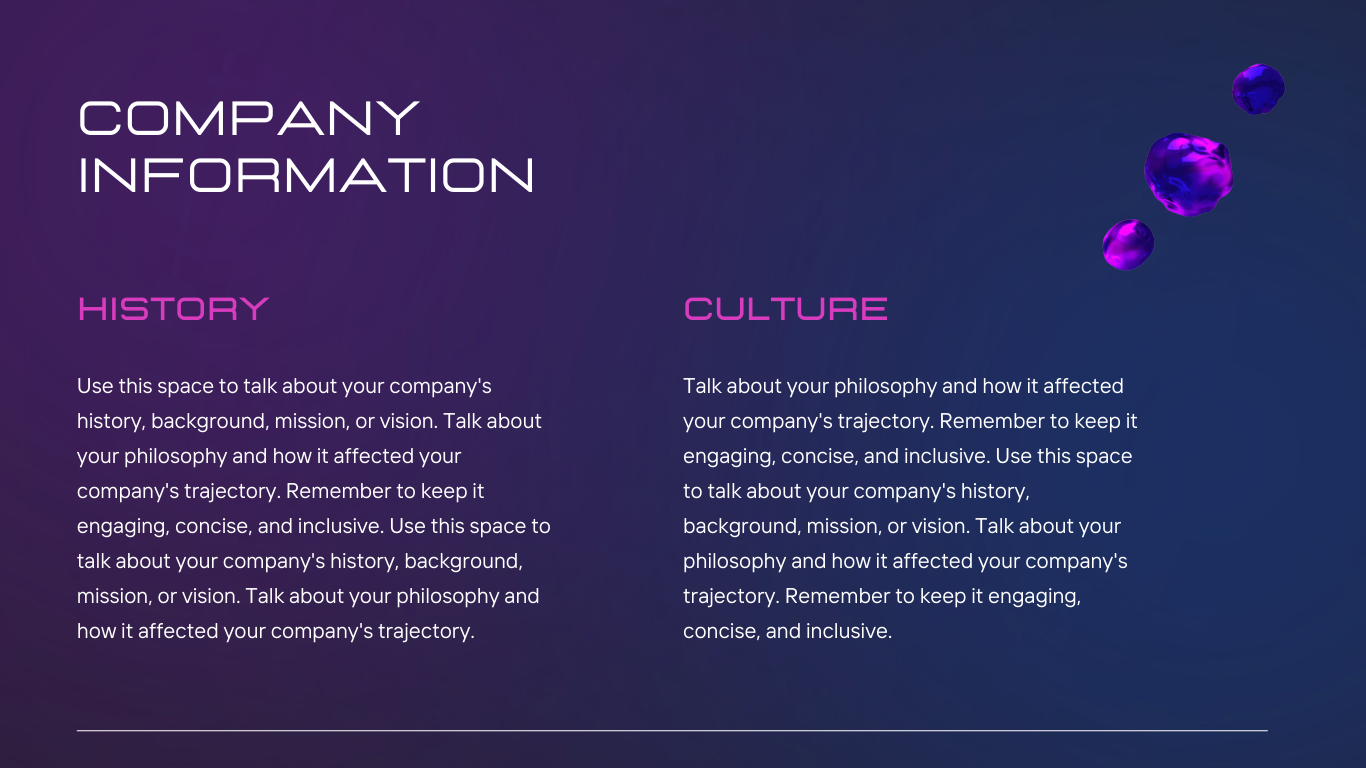 COMPANY
INFORMATION
HISTORY
Use this space to talk about your company's
history, background, mission, or vision. Talk about
your philosophy and how it affected your
company's trajectory. Remember to keep it
engaging, concise, and inclusive. Use this space to
talk about your company's history, background,
mission, or vision. Talk about your philosophy and
how it affected your company's trajectory.
CULTURE
Talk about your philosophy and how it affected
your company's trajectory. Remember to keep it
engaging, concise, and inclusive. Use this space
to talk about your company's history,
background, mission, or vision. Talk about your
philosophy and how it affected your company's
trajectory. Remember to keep it engaging,
concise, and inclusive.